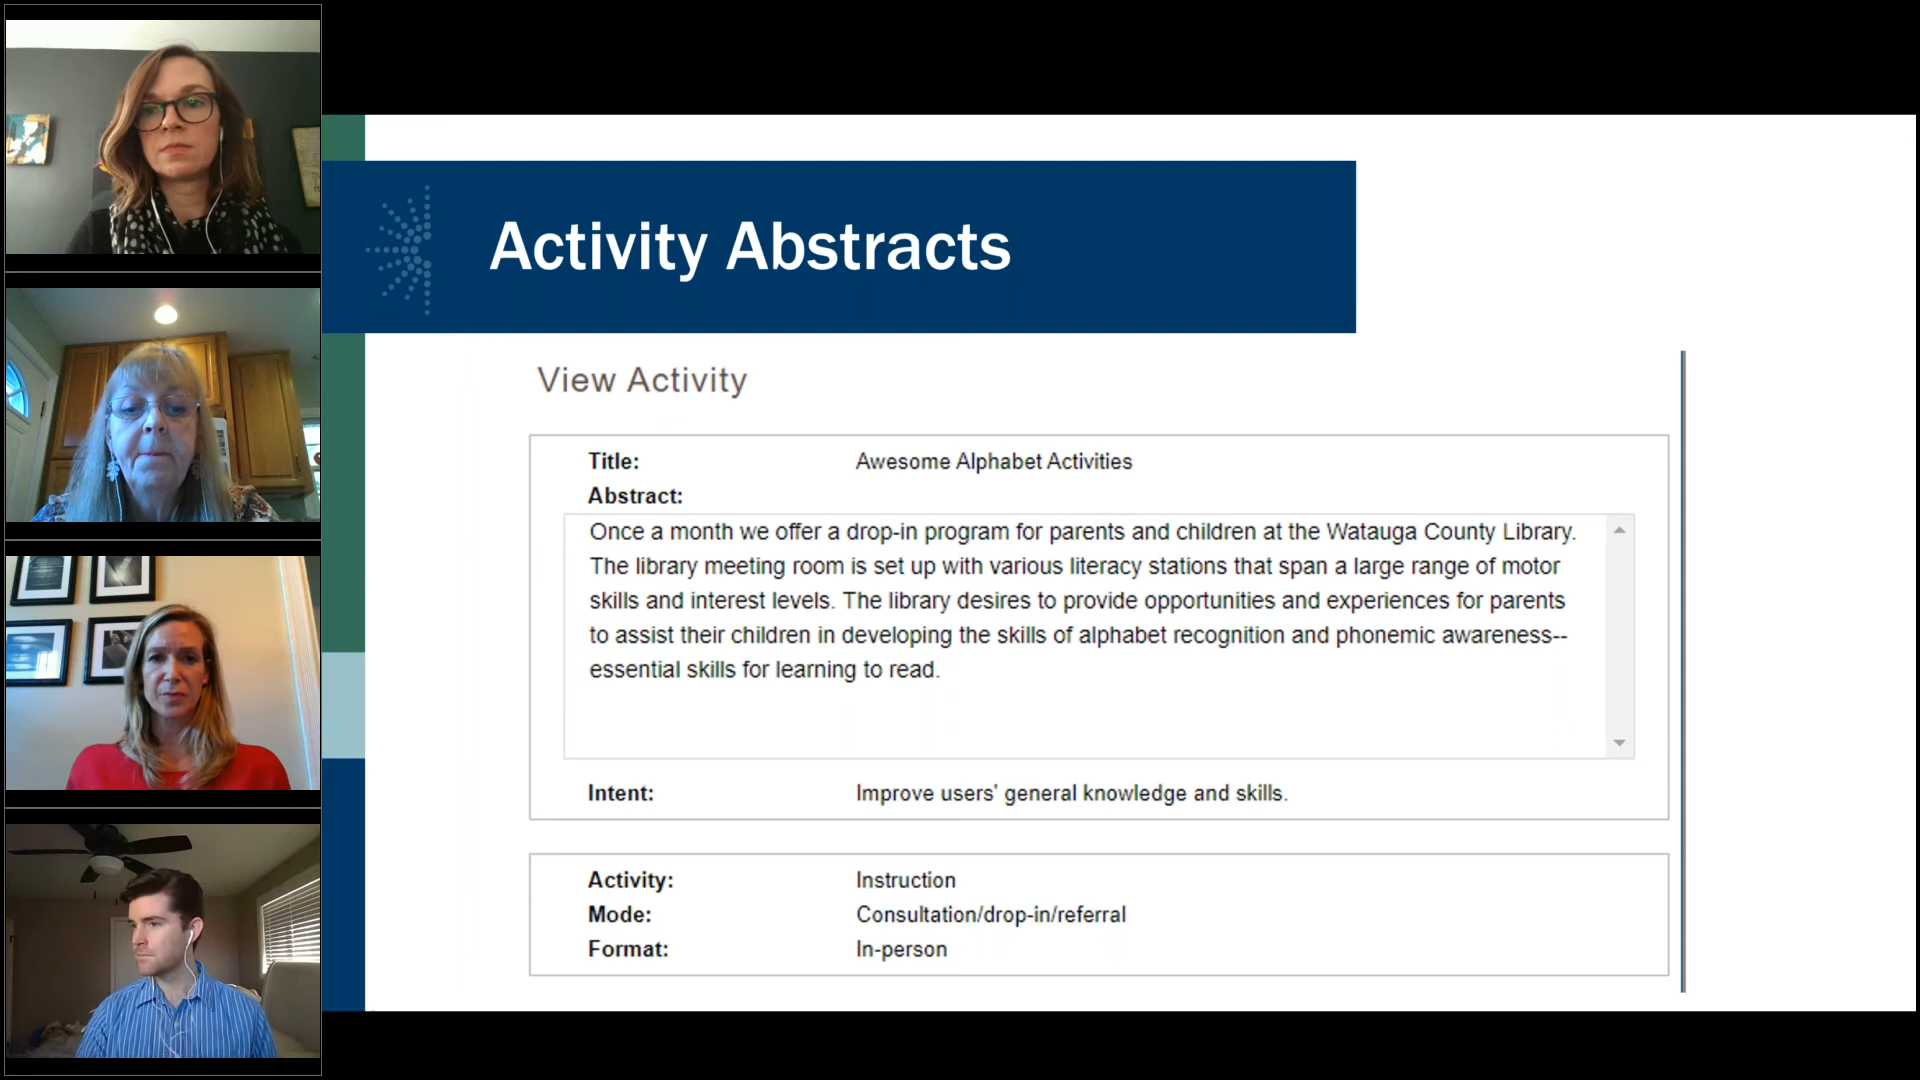 Activity Abstracts
View Activity
Title: Awesome Alphabet Activities
Abstract:
Once a month we offer a drop-in program for parents and children at the Watauga County Library.
The library meeting room is set up with various literacy stations that span a large range of motor
skills and interest levels. The library desires to provide opportunities and experiences for parents
to assist their children in developing the skills of alphabet recognition and phonemic awareness--
essential skills for learning to read.
Intent: Improve users' general knowledge and skills.
Activity: Instruction
Mode: Consultation/drop-in/referral
Format: In-person